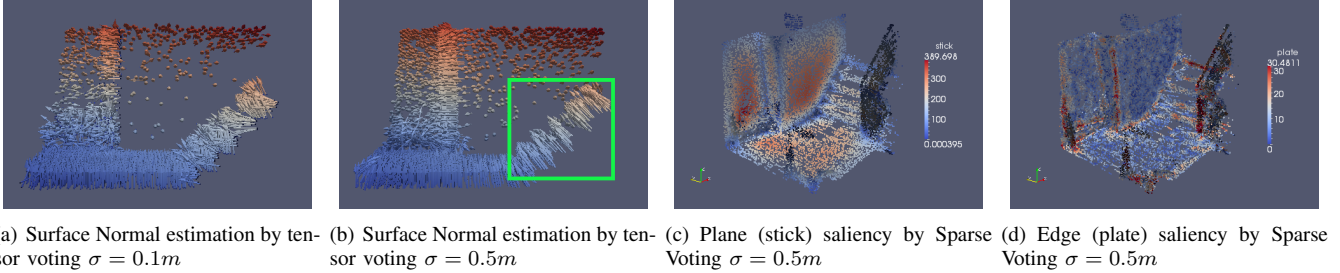 stick
389.698
300
200
100
0.000395
plate
30.4811
30
20
10
0
a) Surface Normal estimation by ten-
sor voting σ = 0.1m
(b) Surface Normal estimation by ten-
sor voting σ = 0.5m
(c) Plane (stick) saliency by Sparse
Voting σ = 0.5m
(d) Edge (plate) saliency by Sparse
Voting σ = 0.5m